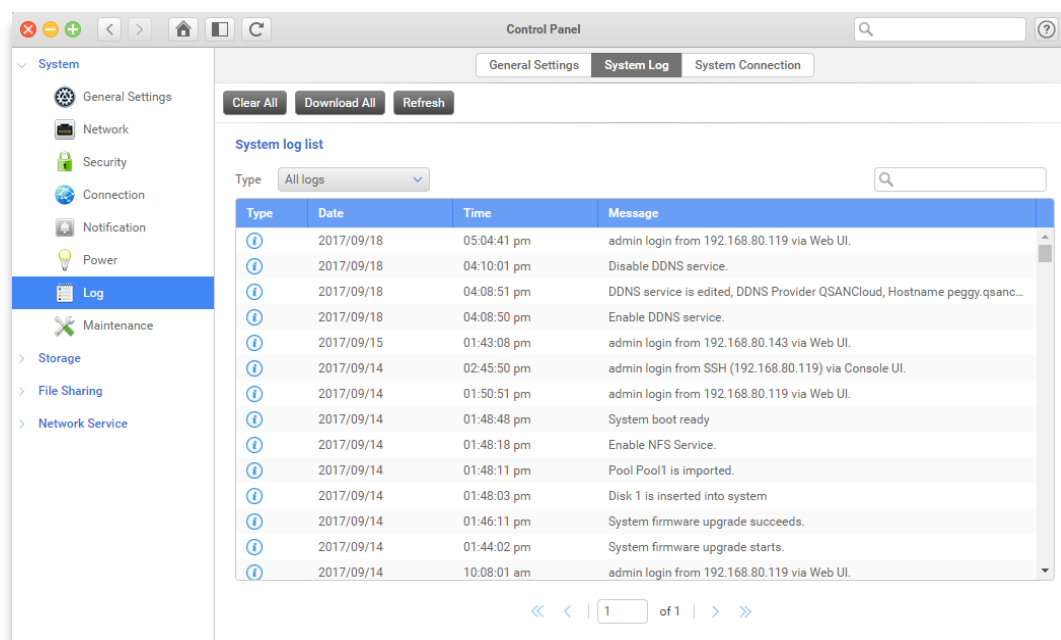 Control Panel
System
General Settings
Network
Security
Connection
Notification
Power
Log
Maintenance
Storage
File Sharing
Network Service
General Settings System Log System Connection
Clear All Download All Refresh
System log list
Type All logs
Type Date Time Message
2017/09/18 05:04:41 pm admin login from 192.168.80.119 via Web UI.
2017/09/18 04:10:01 pm Disable DDNS service.
2017/09/18 04:08:51 pm DDNS service is edited, DDNS Provider QSANCloud, Hostname peggy.qsanc...
2017/09/18 04:08:50 pm Enable DDNS service.
2017/09/15 01:43:08 pm admin login from 192.168.80.143 via Web UI.
2017/09/14 02:45:50 pm admin login from SSH (192.168.80.119) via Console UI.
2017/09/14 01:50:51 pm admin login from 192.168.80.119 via Web UI.
2017/09/14 01:48:48 pm System boot ready
2017/09/14 01:48:18 pm Enable NFS Service.
2017/09/14 01:48:11 pm Pool Pool1 is imported.
2017/09/14 01:48:03 pm Disk 1 is inserted into system
2017/09/14 01:46:11 pm System firmware upgrade succeeds.
2017/09/14 01:44:02 pm System firmware upgrade starts.
2017/09/14 10:08:01 am admin login from 192.168.80.119 via Web UI.
1 of 1